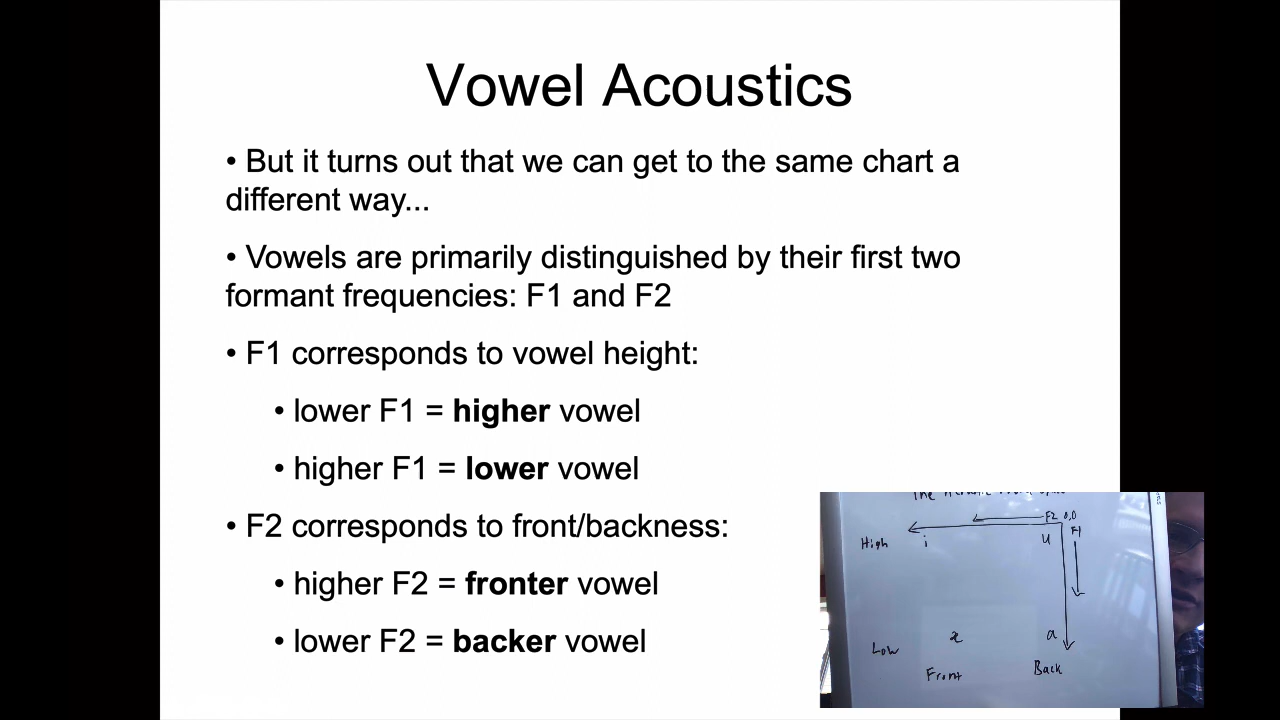 Vowel Acoustics
• But it turns out that we can get to the same chart a
different way...
• Vowels are primarily distinguished by their first two
formant frequencies: F1 and F2
• F1 corresponds to vowel height:
• lower F1 = higher vowel
• higher F1 = lower vowel
• F2 corresponds to front/backness:
• higher F2 = fronter vowel
• lower F2 = backer vowel
The
F2 0,0
F1
High i u
Low æ a
Front Back